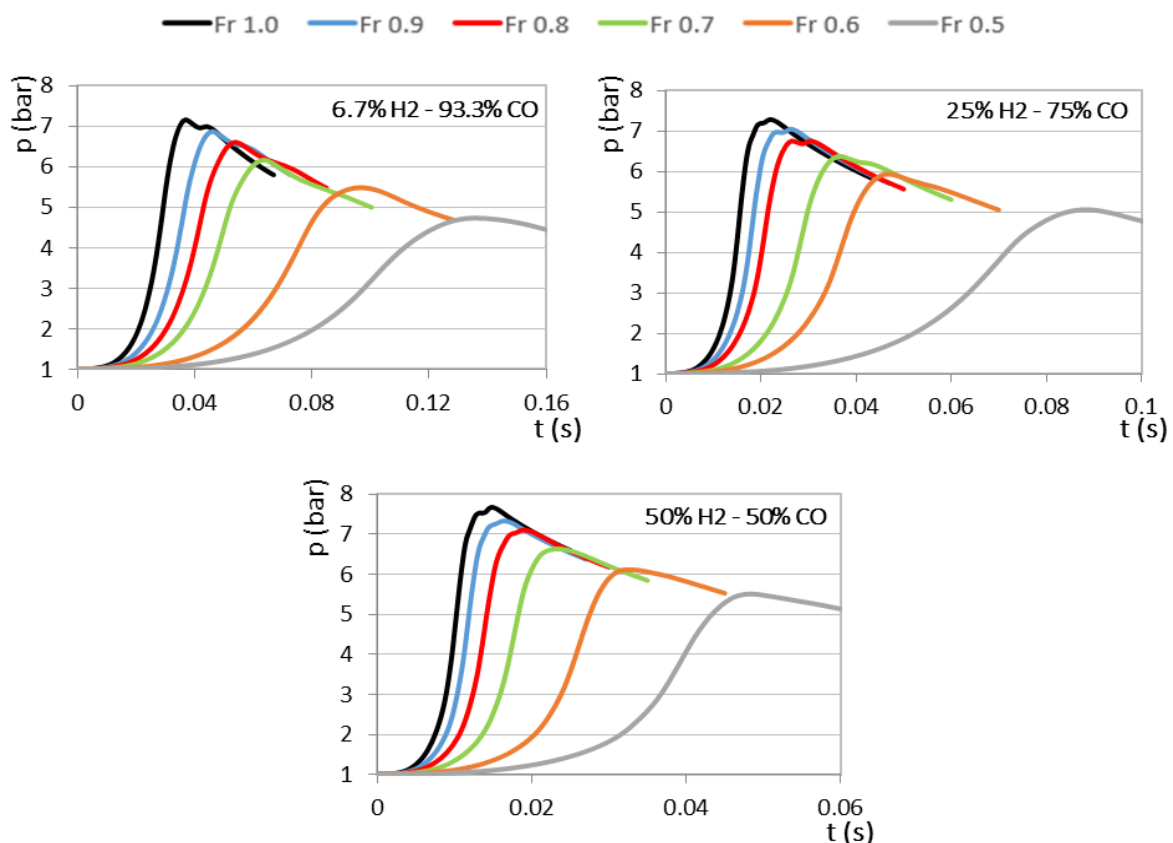 Fr 1.0 Fr 0.9 Fr 0.8 Fr 0.7 Fr 0.6 Fr 0.5
p (bar)
8
7
6
5
4
3
2
1
6.7% H2 - 93.3% CO
0 0.04 0.08 0.12 0.16
t (s)
p (bar)
8
7
6
5
4
3
2
1
25% H2 - 75% CO
0 0.02 0.04 0.06 0.08 0.1
t (s)
p (bar)
8
7
6
5
4
3
2
1
50% H2 - 50% CO
0 0.02 0.04 0.06
t (s)